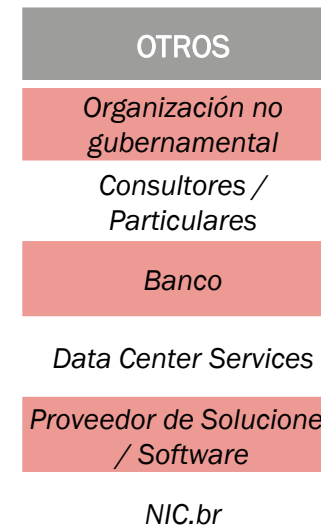 OTROS
Organización no
gubernamental
Consultores /
Particulares
Banco
Data Center Services
Proveedor de Solucione
/ Software
NIC.br